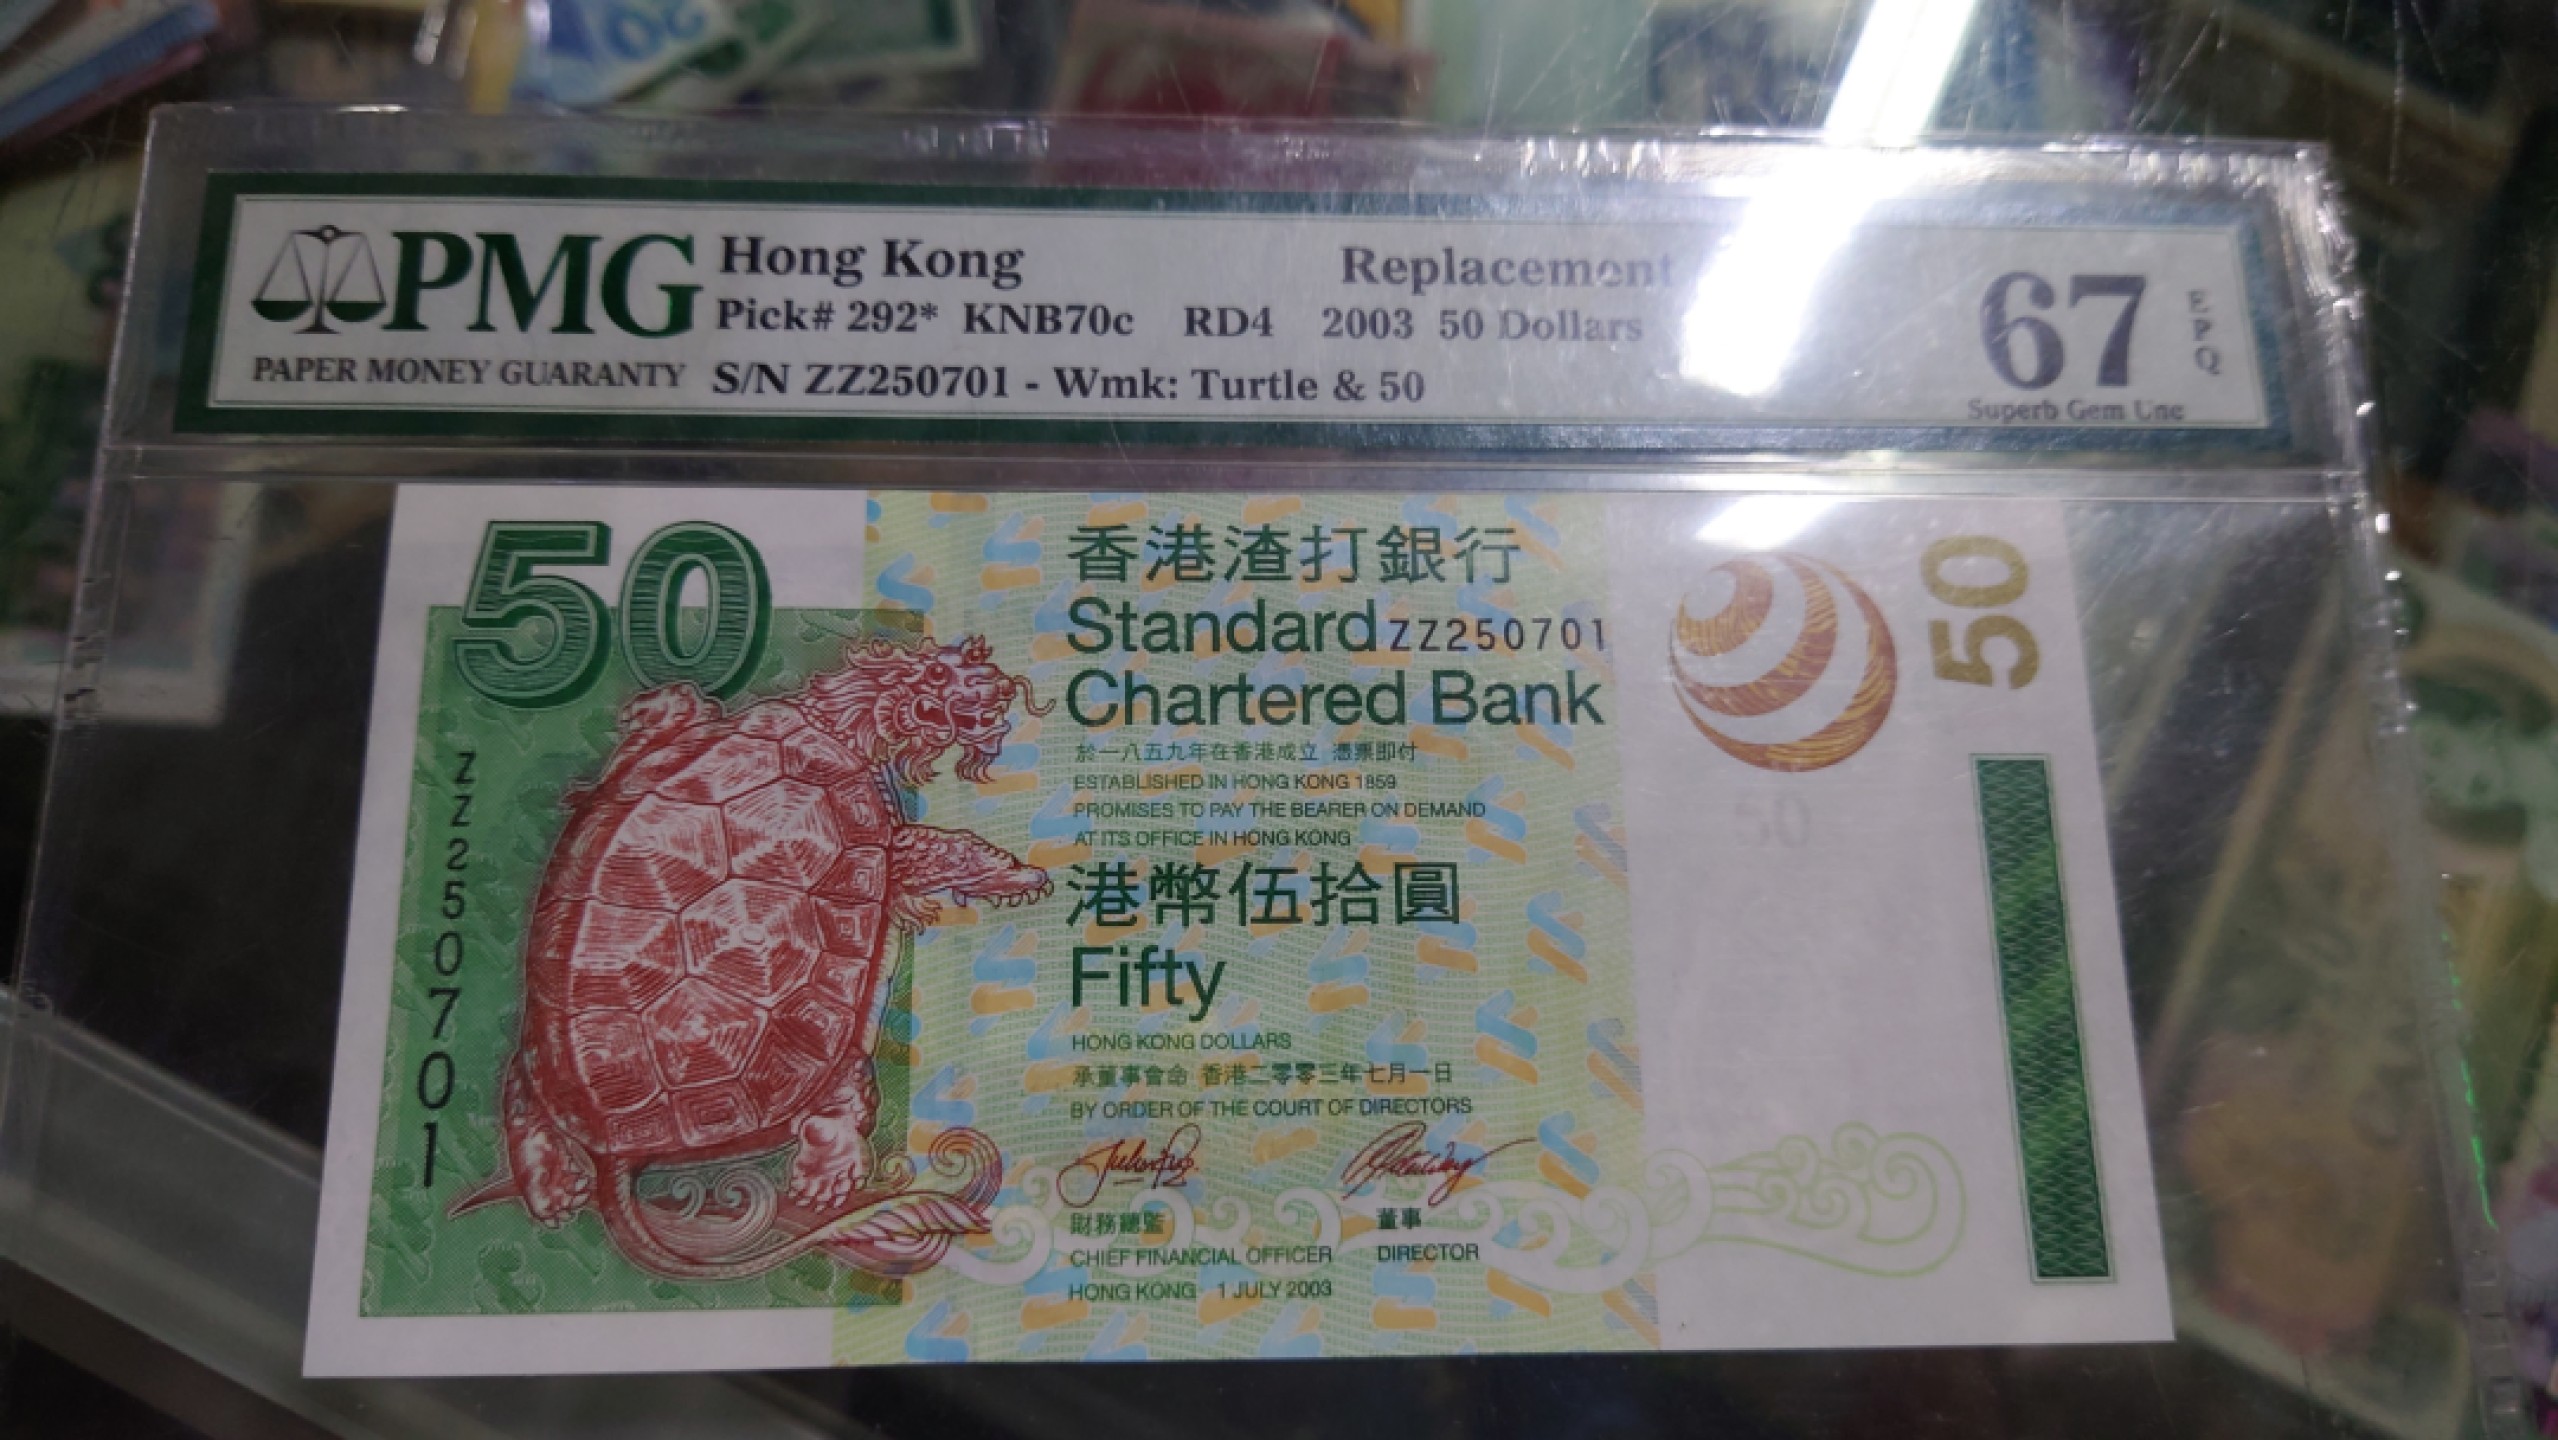 PMG
PAPER MONEY GUARANTY
Hong Kong Replacement
Pick# 292* KNB70c RD4 2003 50 Dollars
S/N ZZ250701 - Wmk: Turtle & 50
67
EPQ
Superb Gem Unc
50
香港渣打銀行
Standard ZZ250701
Chartered Bank
於一八五九年在香港成立 憑票即付
ESTABLISHED IN HONG KONG 1859
PROMISES TO PAY THE BEARER ON DEMAND
AT ITS OFFICE IN HONG KONG
港幣伍拾圓
Fifty
HONG KONG DOLLARS
承董事會命 香港二零零三年七月一日
BY ORDER OF THE COURT OF DIRECTORS
財務總監 董事
CHIEF FINANCIAL OFFICER DIRECTOR
HONG KONG 1 JULY 2003
ZZ250701
50
50
20